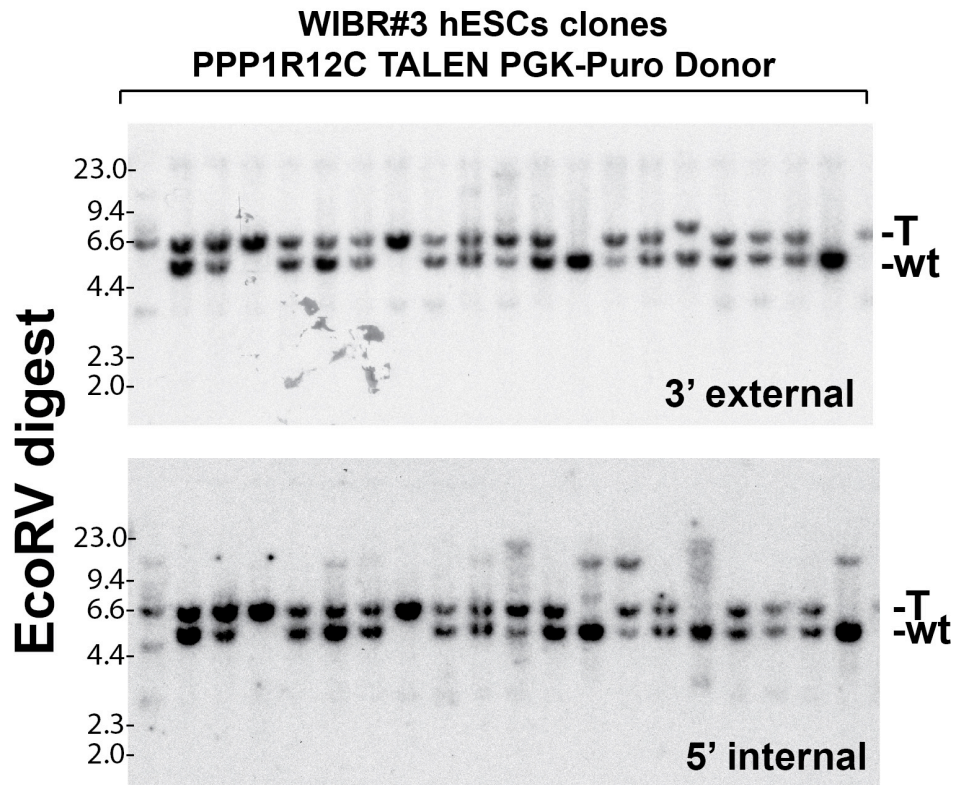 WIBR#3 hESCs clones
PPP1R12C TALEN PGK-Puro Donor
EcoRV digest
23.0-
9.4-
6.6-
4.4-
2.3-
2.0-
-T
-wt
3’ external
23.0-
9.4-
6.6-
4.4-
2.3-
2.0-
-T
-wt
5’ internal